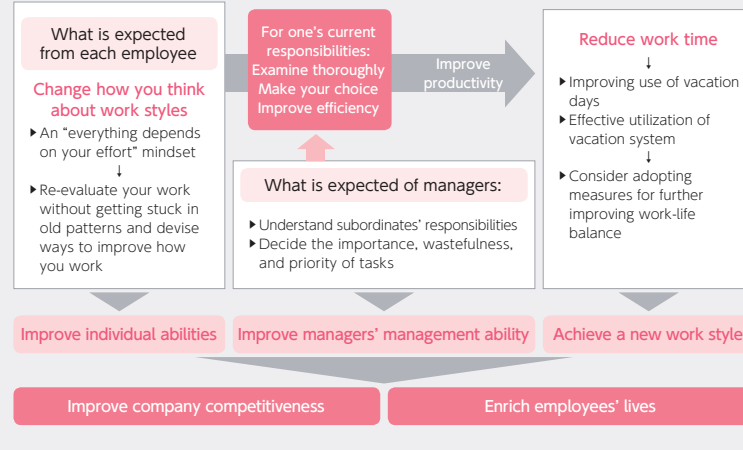 What is expected
from each employee
Change how you think
about work styles
▶ An “everything depends
on your effort” mindset
↓
▶ Re-evaluate your work
without getting stuck in
old patterns and devise
ways to improve how
you work
For one’s current
responsibilities:
Examine thoroughly
Make your choice
Improve efficiency
Improve
productivity
What is expected of managers:
▶ Understand subordinates’ responsibilities
▶ Decide the importance, wastefulness,
and priority of tasks
Reduce work time
↓
▶ Improving use of vacation
days
▶ Effective utilization of
vacation system
↓
▶ Consider adopting
measures for further
improving work-life
balance
Improve individual abilities
Improve managers’ management ability
Achieve a new work style
Improve company competitiveness
Enrich employees’ lives